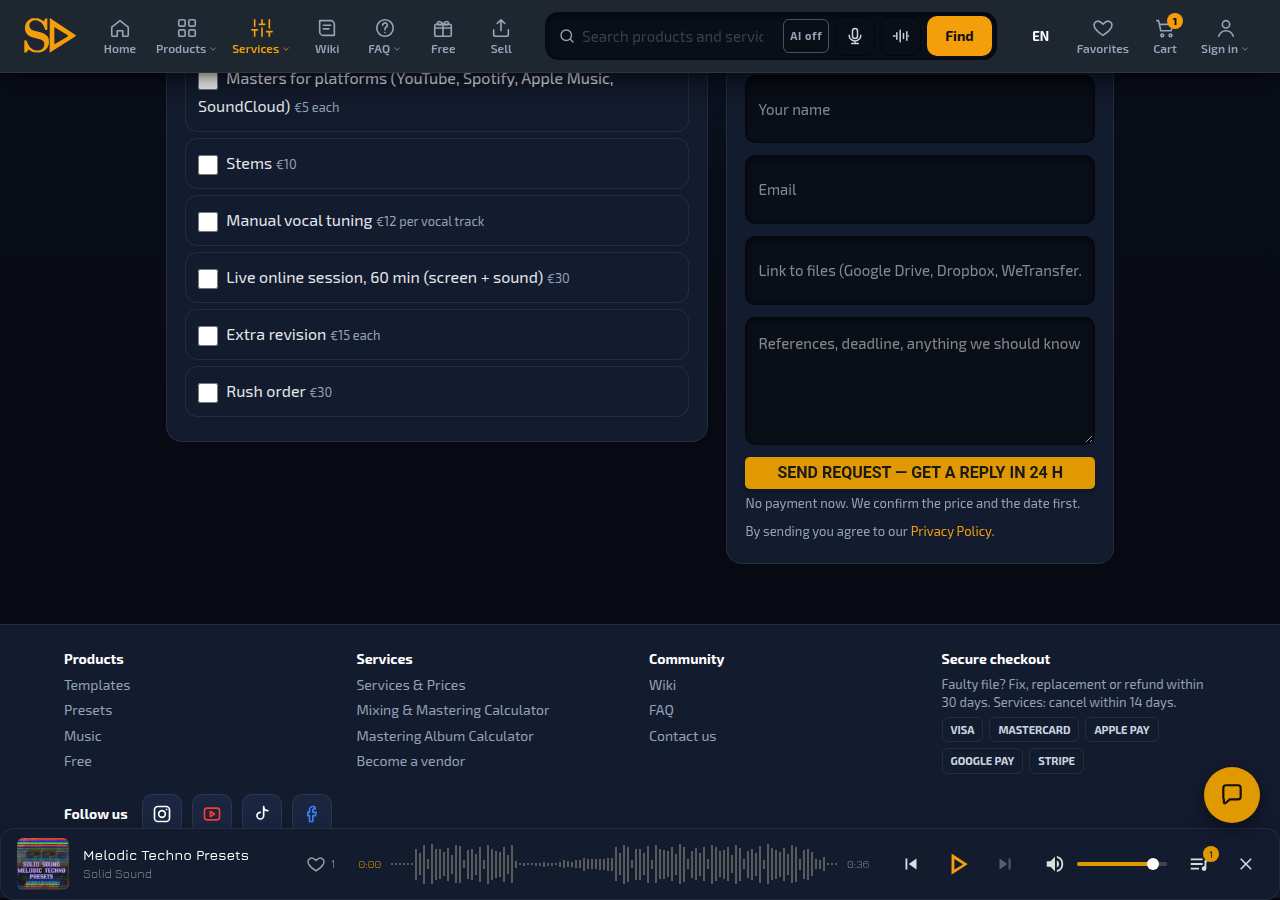 Home
Products
Services
Wiki
FAQ
Free
Sell
Search products and servic
AI off
Find
EN
Favorites
1
Cart
Sign in
Masters for platforms (YouTube, Spotify, Apple Music,
SoundCloud) €5 each
Stems €10
Manual vocal tuning €12 per vocal track
Live online session, 60 min (screen + sound) €30
Extra revision €15 each
Rush order €30
Your name
Email
Link to files (Google Drive, Dropbox, WeTransfer.
References, deadline, anything we should know
SEND REQUEST — GET A REPLY IN 24 H
No payment now. We confirm the price and the date first.
By sending you agree to our Privacy Policy.
Products
Templates
Presets
Music
Free
Services
Services & Prices
Mixing & Mastering Calculator
Mastering Album Calculator
Become a vendor
Community
Wiki
FAQ
Contact us
Secure checkout
Faulty file? Fix, replacement or refund within
30 days. Services: cancel within 14 days.
VISA
MASTERCARD
APPLE PAY
GOOGLE PAY
STRIPE
Follow us
SOLID SOUND
MELODIC TECHNO
PRESETS
Melodic Techno Presets
Solid Sound
1
0:00
0:36
1